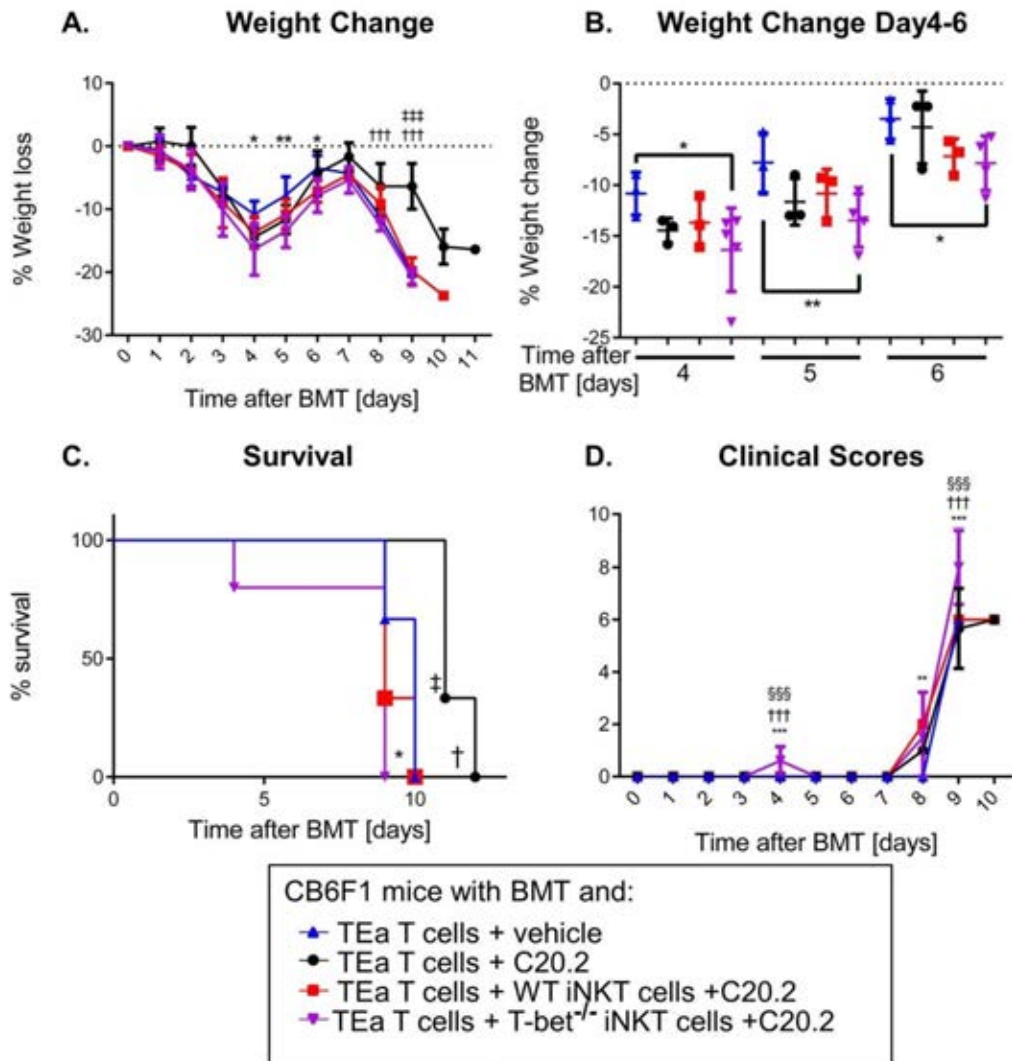 A. Weight Change
% Weight loss
10
0
-10
-20
-30
* ** * ††† ‡‡‡
†††
0 1 2 3 4 5 6 7 8 9 10 11
Time after BMT [days]
B. Weight Change Day4-6
% Weight change
0
-5
-10
-15
-20
-25
*
**
*
Time after
BMT [days]
4 5 6
C. Survival
% survival
100
50
0
‡
* †
0 5 10
Time after BMT [days]
D. Clinical Scores
10
8
6
4
2
0
§§§
†††
***
**
§§§
†††
***
0 1 2 3 4 5 6 7 8 9 10
Time after BMT [days]
CB6F1 mice with BMT and:
TEa T cells + vehicle
TEa T cells + C20.2
TEa T cells + WT iNKT cells +C20.2
TEa T cells + T-bet-/- iNKT cells +C20.2